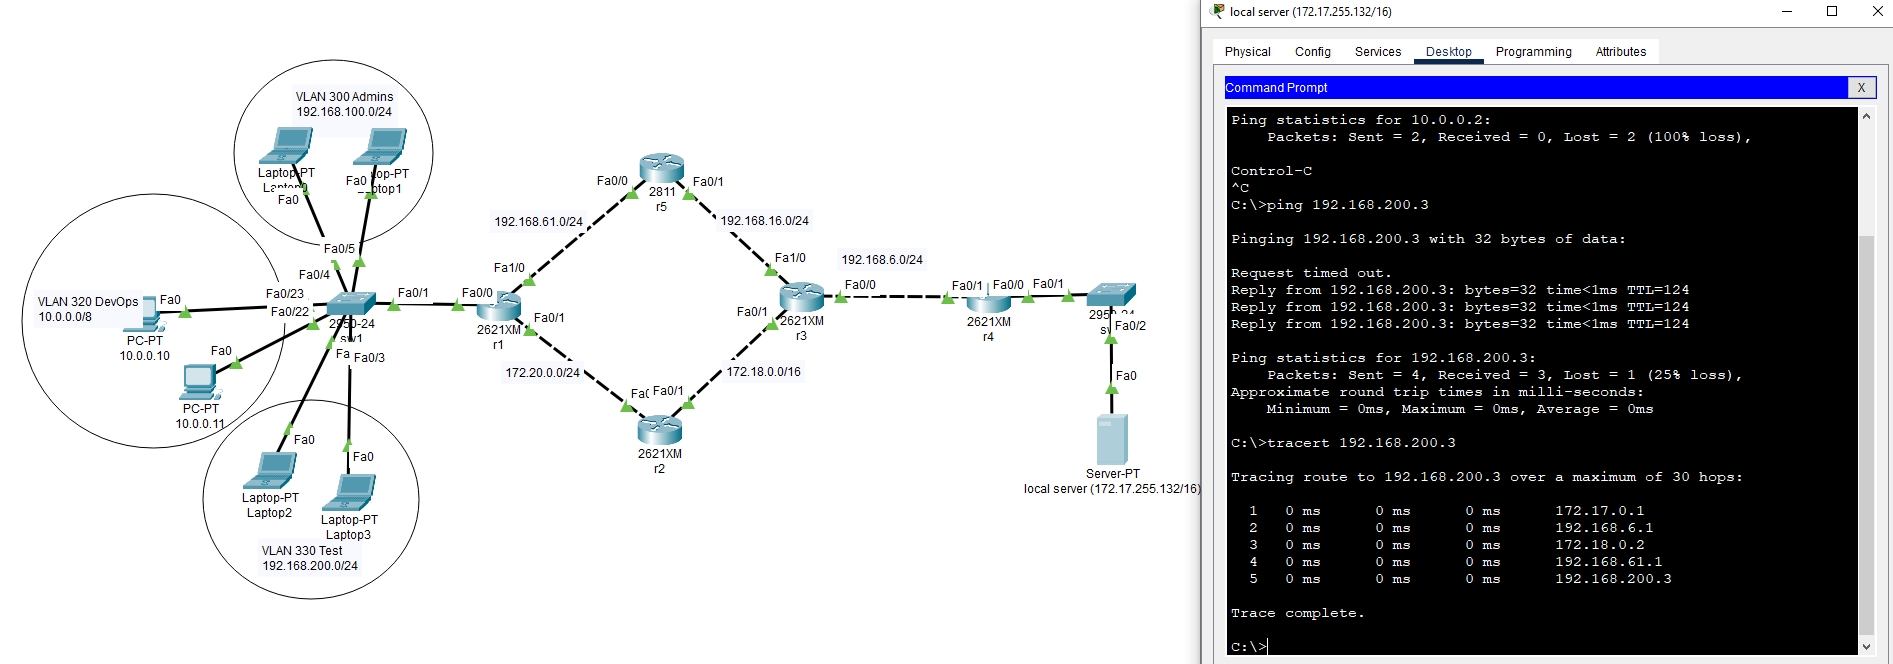 VLAN 300 Admins
192.168.100.0/24
Laptop-PT
Fa0
Fa0
Fa0/5
Fa0/4
VLAN 320 DevOps
10.0.0.0/8
Fa0
Fa0/23
Fa0/22
PC-PT
10.0.0.10
Fa0
PC-PT
10.0.0.11
sw1
Fa0/1
Fa0/0
Fa0/3
Fa0
Fa0
Laptop-PT
Laptop2
Laptop-PT
Laptop3
VLAN 330 Test
192.168.200.0/24
Fa1/0
2621XM
r1
Fa0/1
192.168.61.0/24
172.20.0.0/24
Fa0/0
Fa0/1
2811
r5
192.168.16.0/24
Fa0/1
2621XM
r2
172.18.0.0/16
Fa1/0
Fa0/0
Fa0/1
2621XM
r3
192.168.6.0/24
Fa0/1
Fa0/0
2621XM
r4
Fa0/1
Fa0/2
Fa0
Server-PT
local server (172.17.255.132/16)
local server (172.17.255.132/16)
Physical Config Services Desktop Programming Attributes
Command Prompt X
Ping statistics for 10.0.0.2:
Packets: Sent = 2, Received = 0, Lost = 2 (100% loss),
Control-C
^C
C:\>ping 192.168.200.3
Pinging 192.168.200.3 with 32 bytes of data:
Request timed out.
Reply from 192.168.200.3: bytes=32 time<1ms TTL=124
Reply from 192.168.200.3: bytes=32 time<1ms TTL=124
Reply from 192.168.200.3: bytes=32 time<1ms TTL=124
Ping statistics for 192.168.200.3:
Packets: Sent = 4, Received = 3, Lost = 1 (25% loss),
Approximate round trip times in milli-seconds:
Minimum = 0ms, Maximum = 0ms, Average = 0ms
C:\>tracert 192.168.200.3
Tracing route to 192.168.200.3 over a maximum of 30 hops:
1 0 ms 0 ms 0 ms 172.17.0.1
2 0 ms 0 ms 0 ms 192.168.6.1
3 0 ms 0 ms 0 ms 172.18.0.2
4 0 ms 0 ms 0 ms 192.168.61.1
5 0 ms 0 ms 0 ms 192.168.200.3
Trace complete.
C:\>